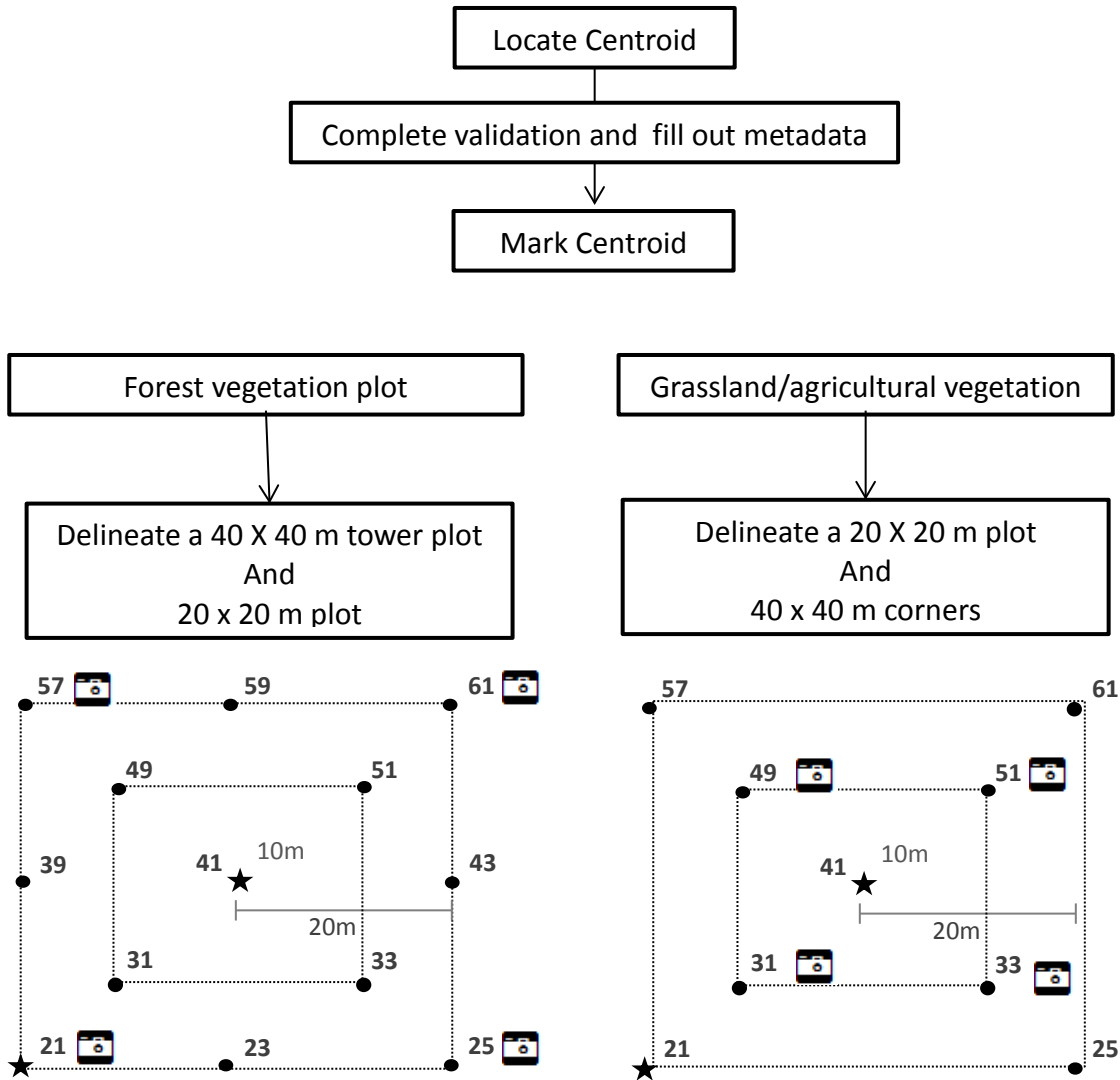 Locate Centroid
Complete validation and fill out metadata
Mark Centroid
Forest vegetation plot
Grassland/agricultural vegetation
Delineate a 40 X 40 m tower plot
And
20 x 20 m plot
Delineate a 20 X 20 m plot
And
40 x 40 m corners
57
59
61
49
51
39
41
10m
43
20m
31
33
21
23
25
57
61
49
51
41
10m
20m
31
33
21
25